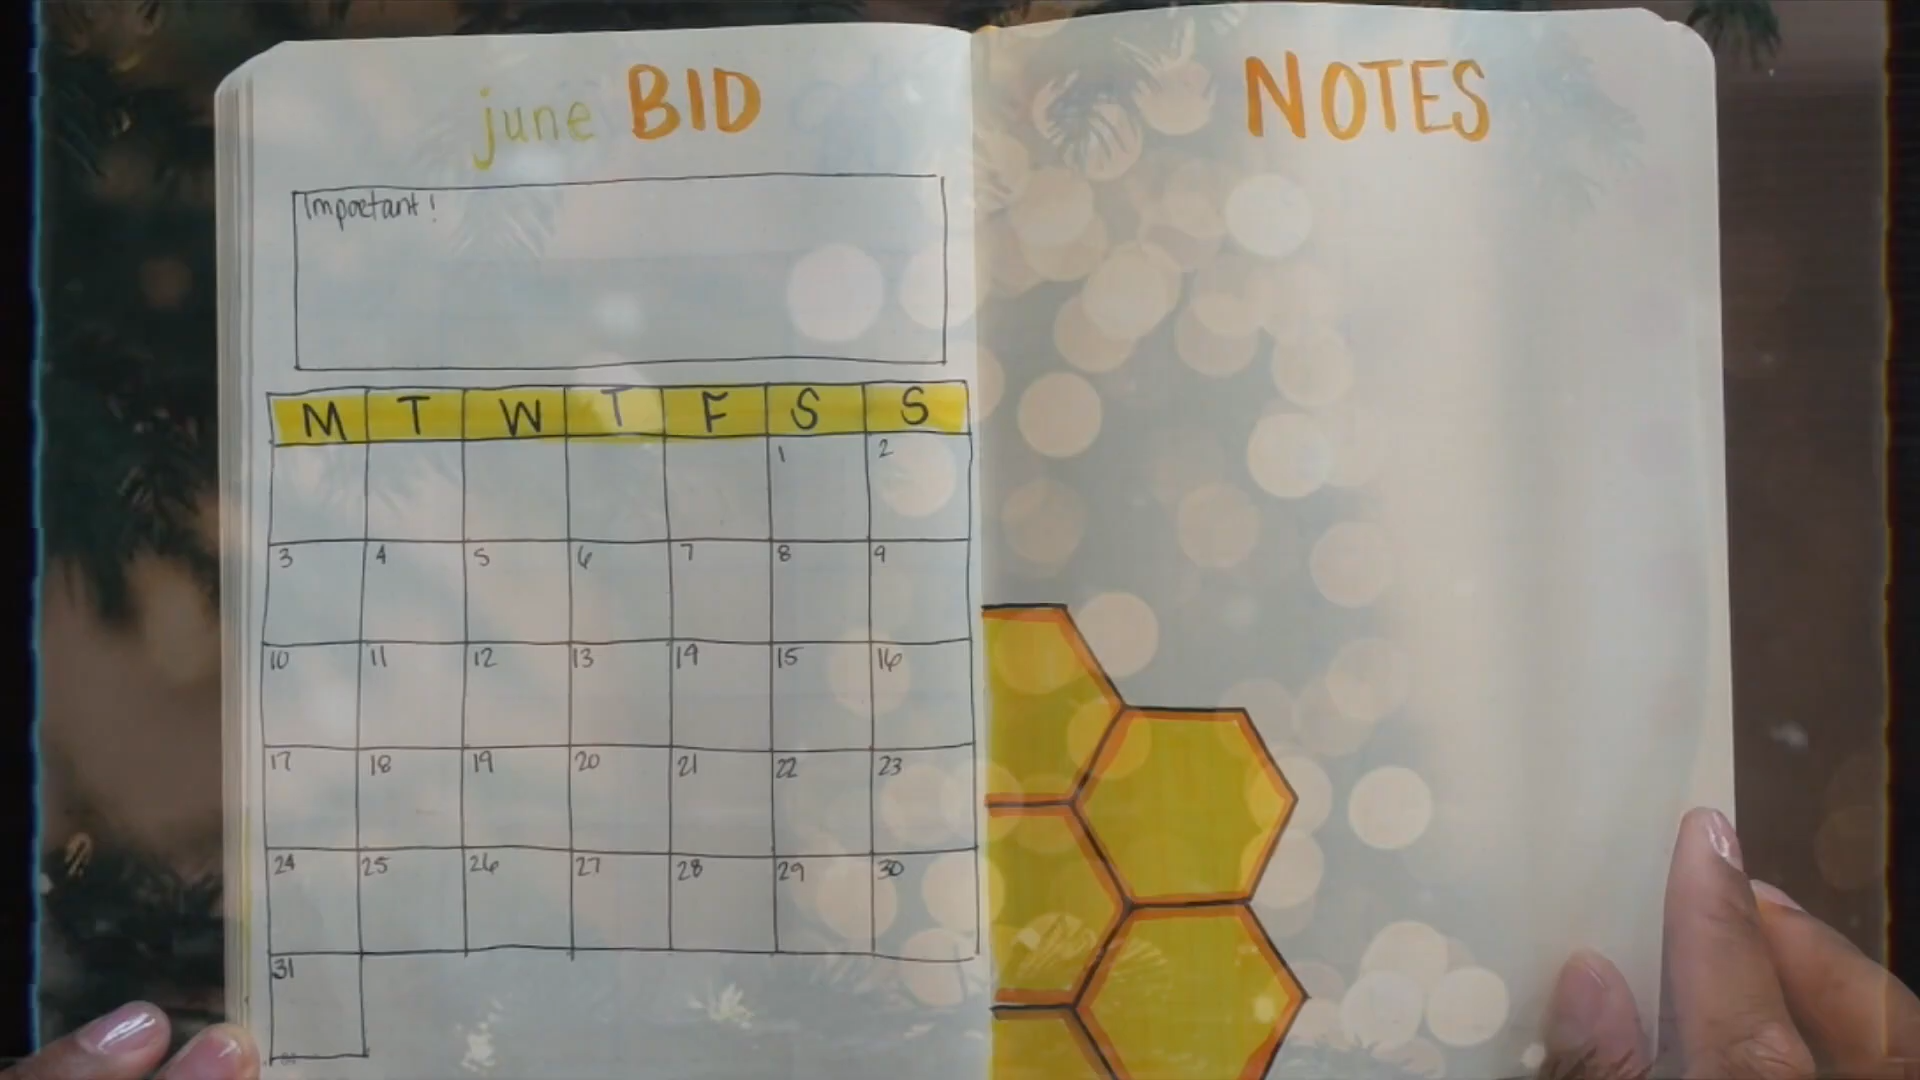 june BID
Important!
M T W T F S S
1 2
3 4 5 6 7 8 9
10 11 12 13 14 15 16
17 18 19 20 21 22 23
24 25 26 27 28 29 30
31
NOTES